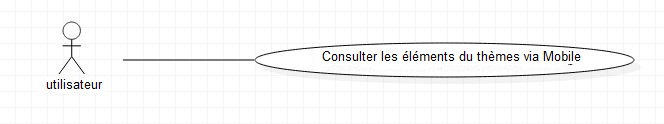 Consulter les éléments du thèmes via Mobile
utilisateur